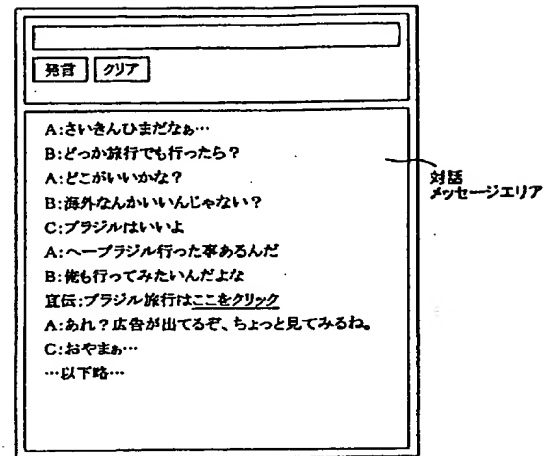 発言 クリア
A:さいきんひまだなぁ…
B:どっか旅行でも行ったら?
A:どこがいいかな?
B:海外なんかいいんじゃない?
C:ブラジルはいいよ
A:へーブラジル行った事あるんだ
B:俺も行ってみたいんだよな
宣伝:ブラジル旅行はここをクリック
A:あれ?広告が出てるぞ、ちょっと見てみるね。
C:おやまぁ…
…以下略…
対話
メッセージエリア